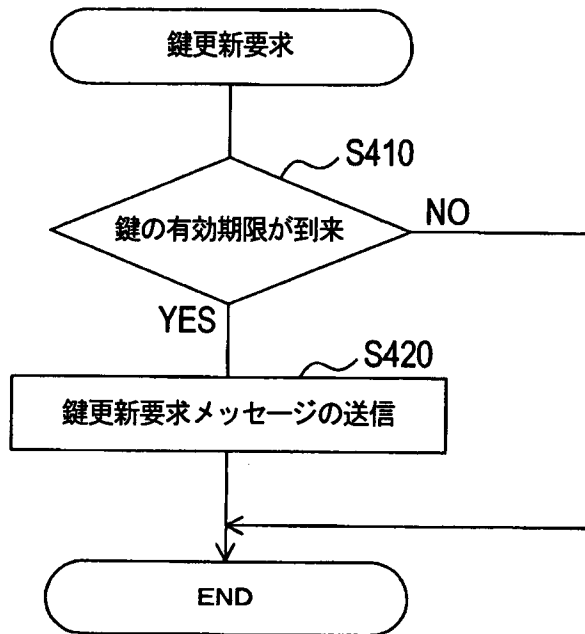 鍵更新要求
S410
鍵の有効期限が到来
NO
YES
S420
鍵更新要求メッセージの送信
END